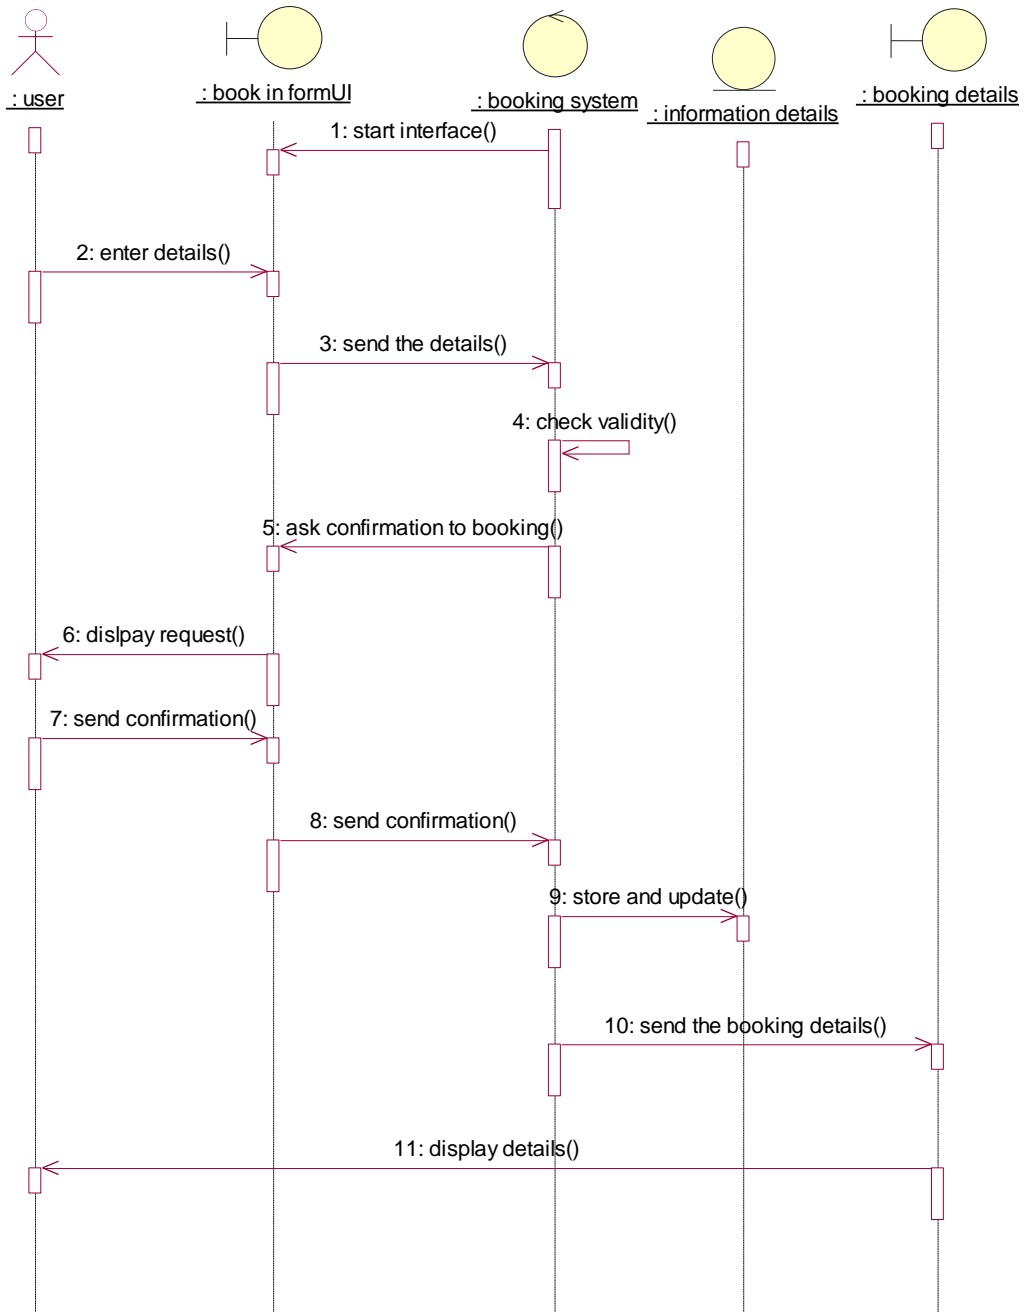 : user
: book in formUI
: booking system
: information details
: booking details
1: start interface()
2: enter details()
3: send the details()
4: check validity()
5: ask confirmation to booking()
6: dislpay request()
7: send confirmation()
8: send confirmation()
9: store and update()
10: send the booking details()
11: display details()